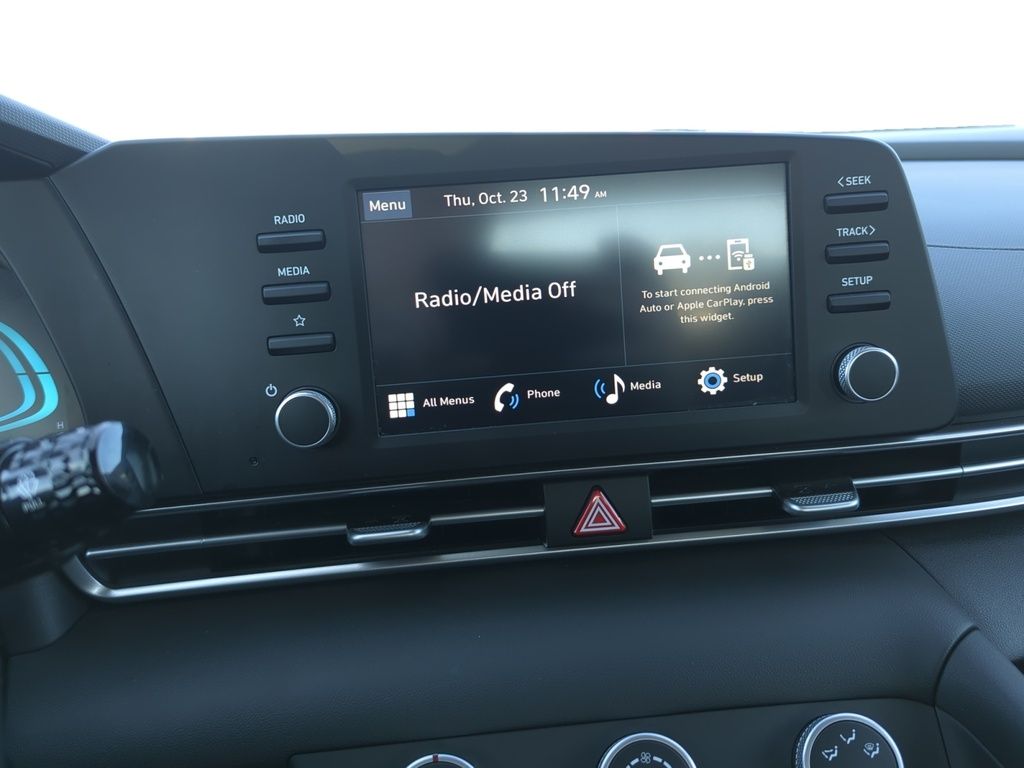 RADIO
MEDIA
Menu
Thu, Oct. 23 11:49 AM
Radio/Media Off
To start connecting Android
Auto or Apple CarPlay, press
this widget.
All Menus
Phone
Media
Setup
<SEEK
TRACK>
SETUP
H